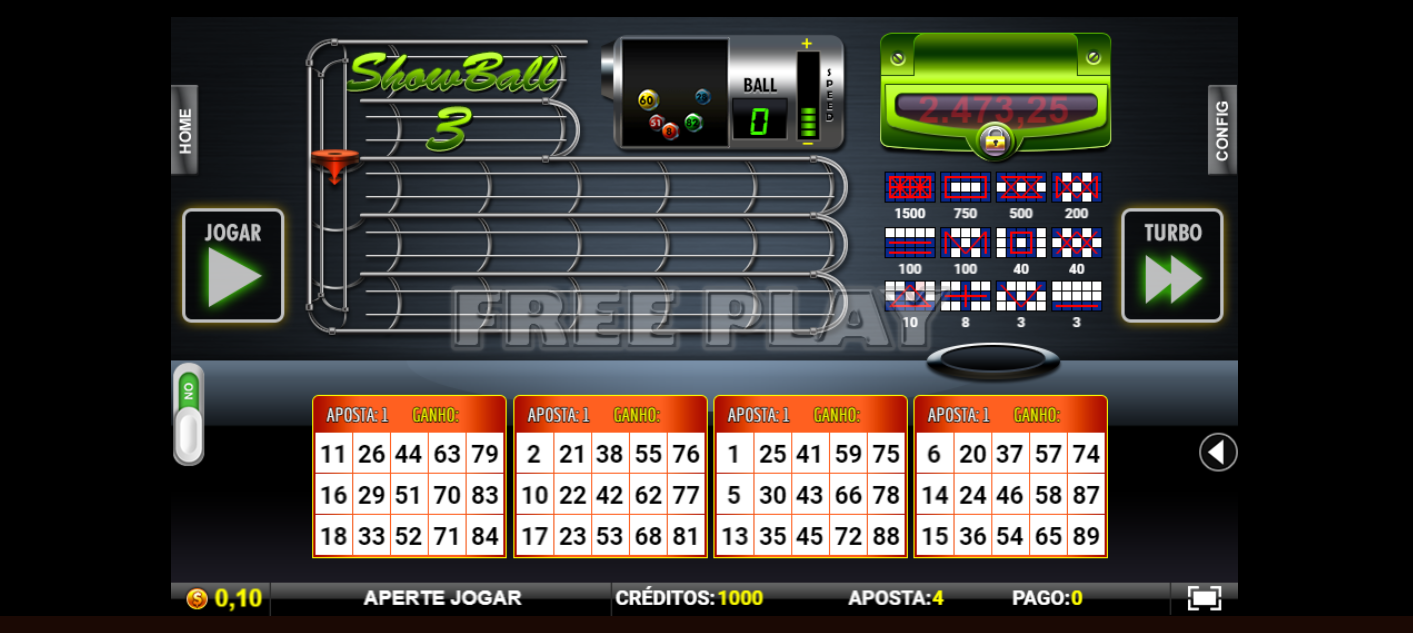 ShowBall
3
60
51
8
82
BALL
0
+
SPEED
−
2.473,25
HOME
CONFIG
JOGAR
TURBO
1500 750 500 200
100 100 40 40
10 8 3 3
FREE PLAY
ON
APOSTA: 1 GANHO: APOSTA: 1 GANHO: APOSTA: 1 GANHO: APOSTA: 1 GANHO:
11 26 44 63 79 2 21 38 55 76 1 25 41 59 75 6 20 37 57 74
16 29 51 70 83 10 22 42 62 77 5 30 43 66 78 14 24 46 58 87
18 33 52 71 84 17 23 53 68 81 13 35 45 72 88 15 36 54 65 89
S 0,10 APERTE JOGAR CRÉDITOS:1000 APOSTA:4 PAGO:0